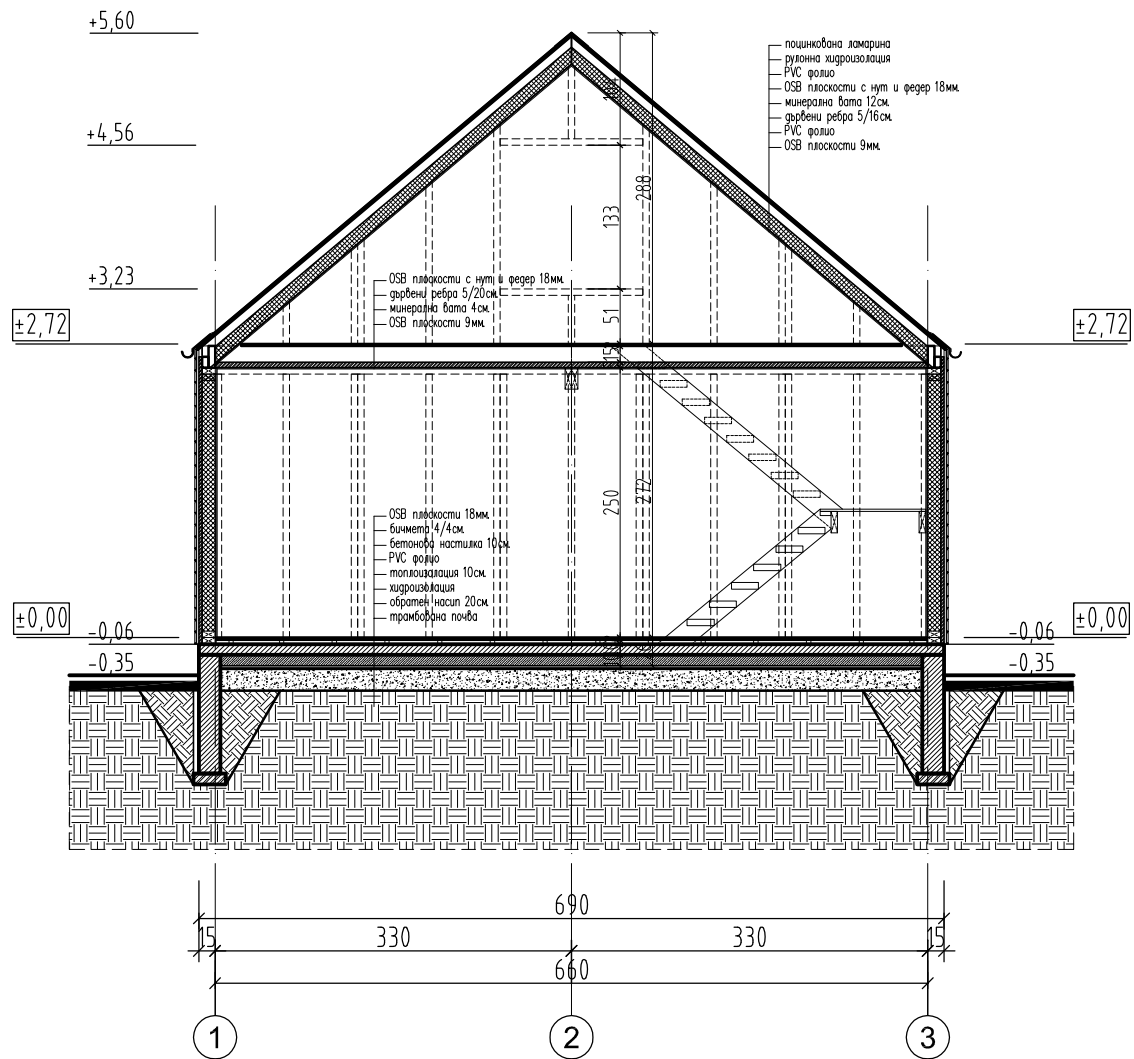 +5,60
поцинкована ламарина
рулонна хидроизолация
PVC фолио
OSB плоскости с нут и федер 18мм.
минерална вата 12см.
дървени ребра 5/16см.
PVC фолио
OSB плоскости 9мм.
+4,56
104
288
133
+3,23
OSB плоскости с нут и федер 18мм.
дървени ребра 5/20см.
минерална вата 4см.
OSB плоскости 9мм.
51
±2,72
±2,72
250
272
OSB плоскости 18мм.
бичмета 4/4см.
бетонова настилка 10см.
PVC фолио
топлоизалация 10см.
хидроизолация
обратен насип 20см.
трамбована почва
±0,00
±0,00
-0,06
-0,06
-0,35
-0,35
690
15
330
330
15
660
1
2
3